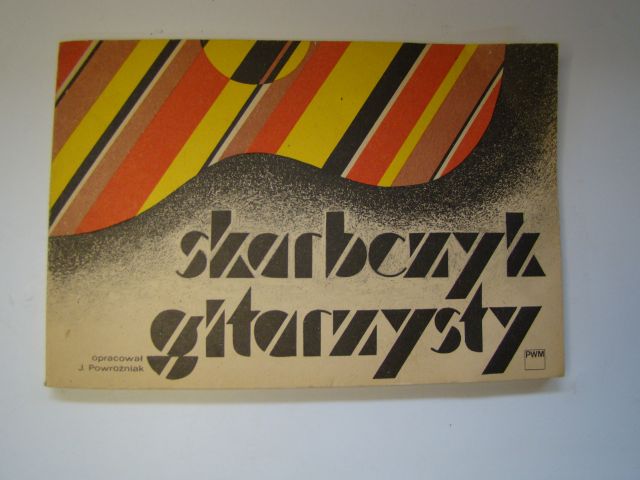 skarbczyk
gitarzysty
opracował
J. Powroźniak
PWM